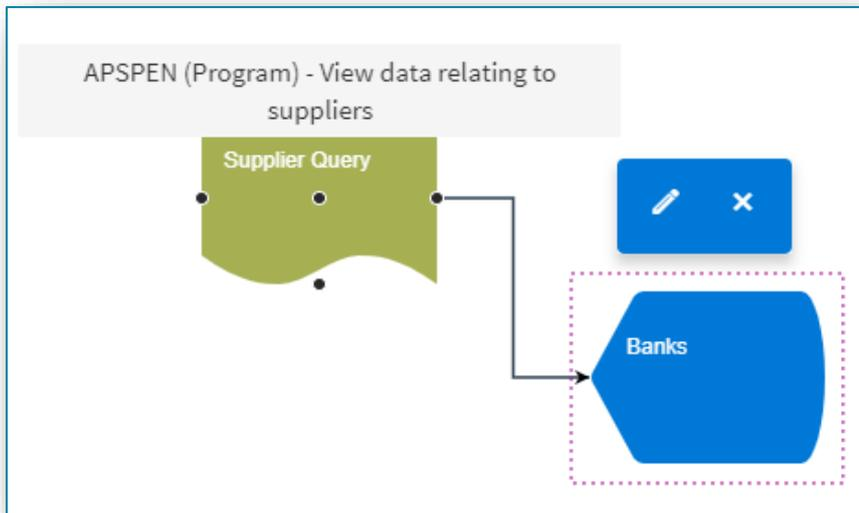 APSPEN (Program) - View data relating to
suppliers
Supplier Query
Banks